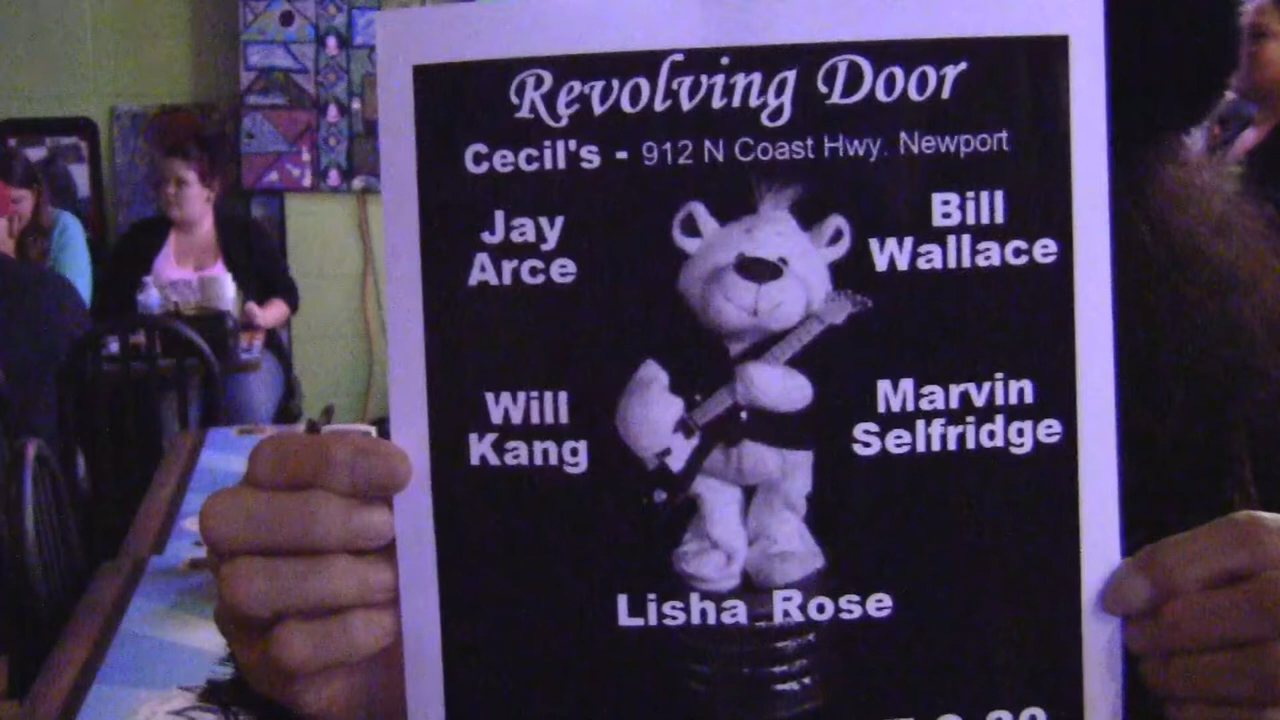 Revolving Door
Cecil's - 912 N Coast Hwy. Newport
Jay
Arce
Bill
Wallace
Will
Kang
Marvin
Selfridge
Lisha Rose